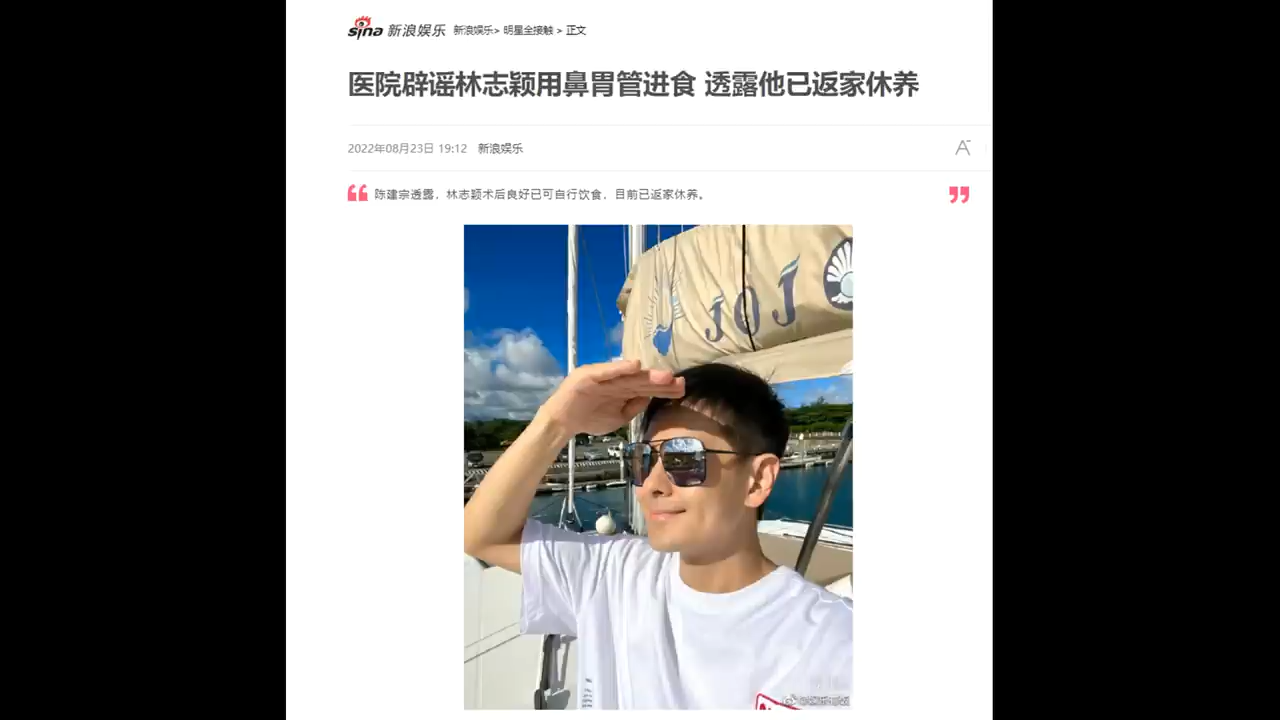 sina 新浪娱乐 新浪娱乐> 明星全接触 > 正文
医院辟谣林志颖用鼻胃管进食 透露他已返家休养
2022年08月23日 19:12 新浪娱乐
陈建宗透露，林志颖术后良好已可自行饮食，目前已返家休养。
JOJ